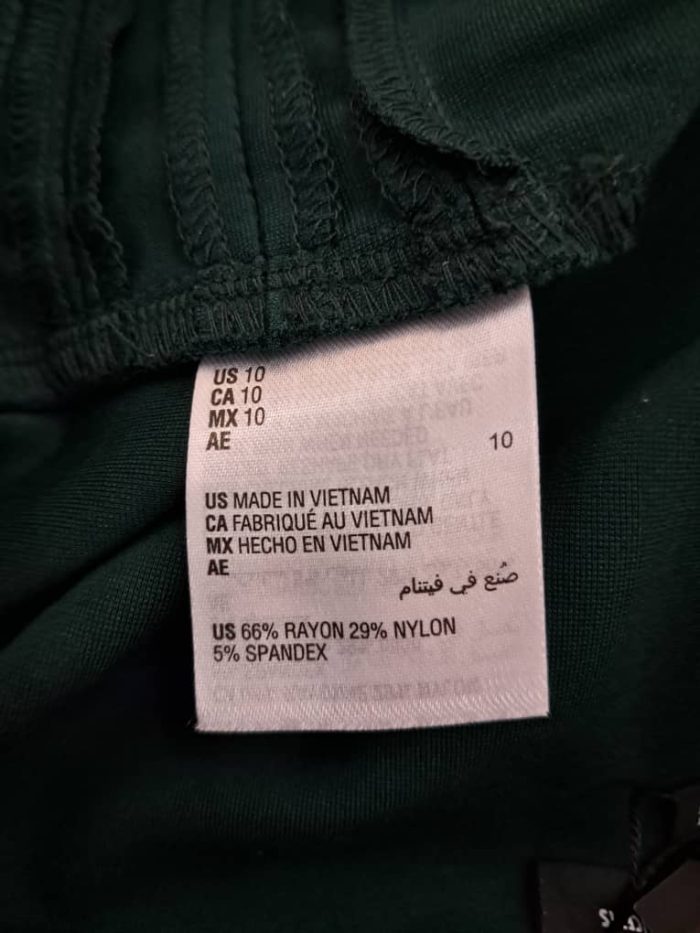 US 10
CA 10
MX 10
AE 10
US MADE IN VIETNAM
CA FABRIQUÉ AU VIETNAM
MX HECHO EN VIETNAM
AE
صُنع في فيتنام
US 66% RAYON 29% NYLON
5% SPANDEX